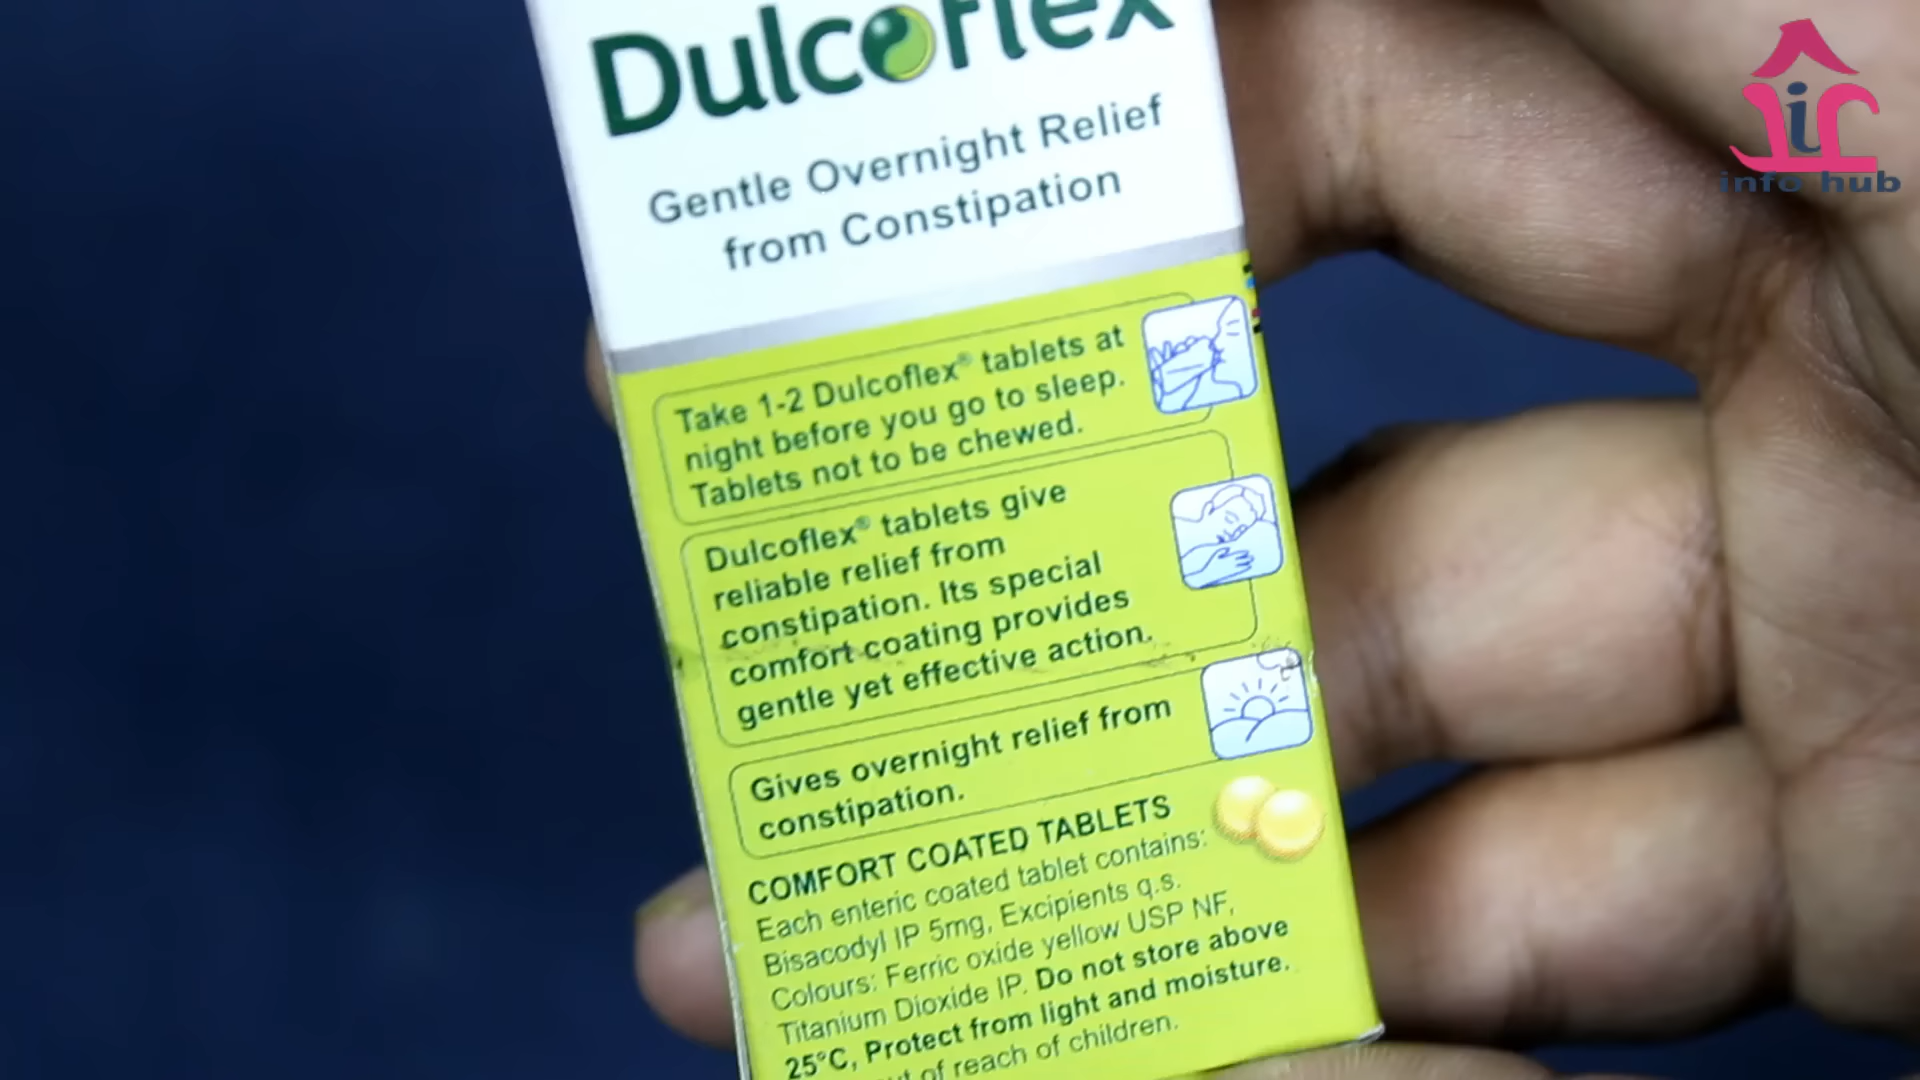 Dulcoflex
Gentle Overnight Relief
from Constipation
Take 1-2 Dulcoflex® tablets at
night before you go to sleep.
Tablets not to be chewed.
Dulcoflex® tablets give
reliable relief from
constipation. Its special
comfort coating provides
gentle yet effective action.
Gives overnight relief from
constipation.
COMFORT COATED TABLETS
Each enteric coated tablet contains:
Bisacodyl IP 5mg, Excipients q.s.
Colours: Ferric oxide yellow USP NF,
Titanium Dioxide IP. Do not store above
25°C, Protect from light and moisture.
of reach of children.
info hub